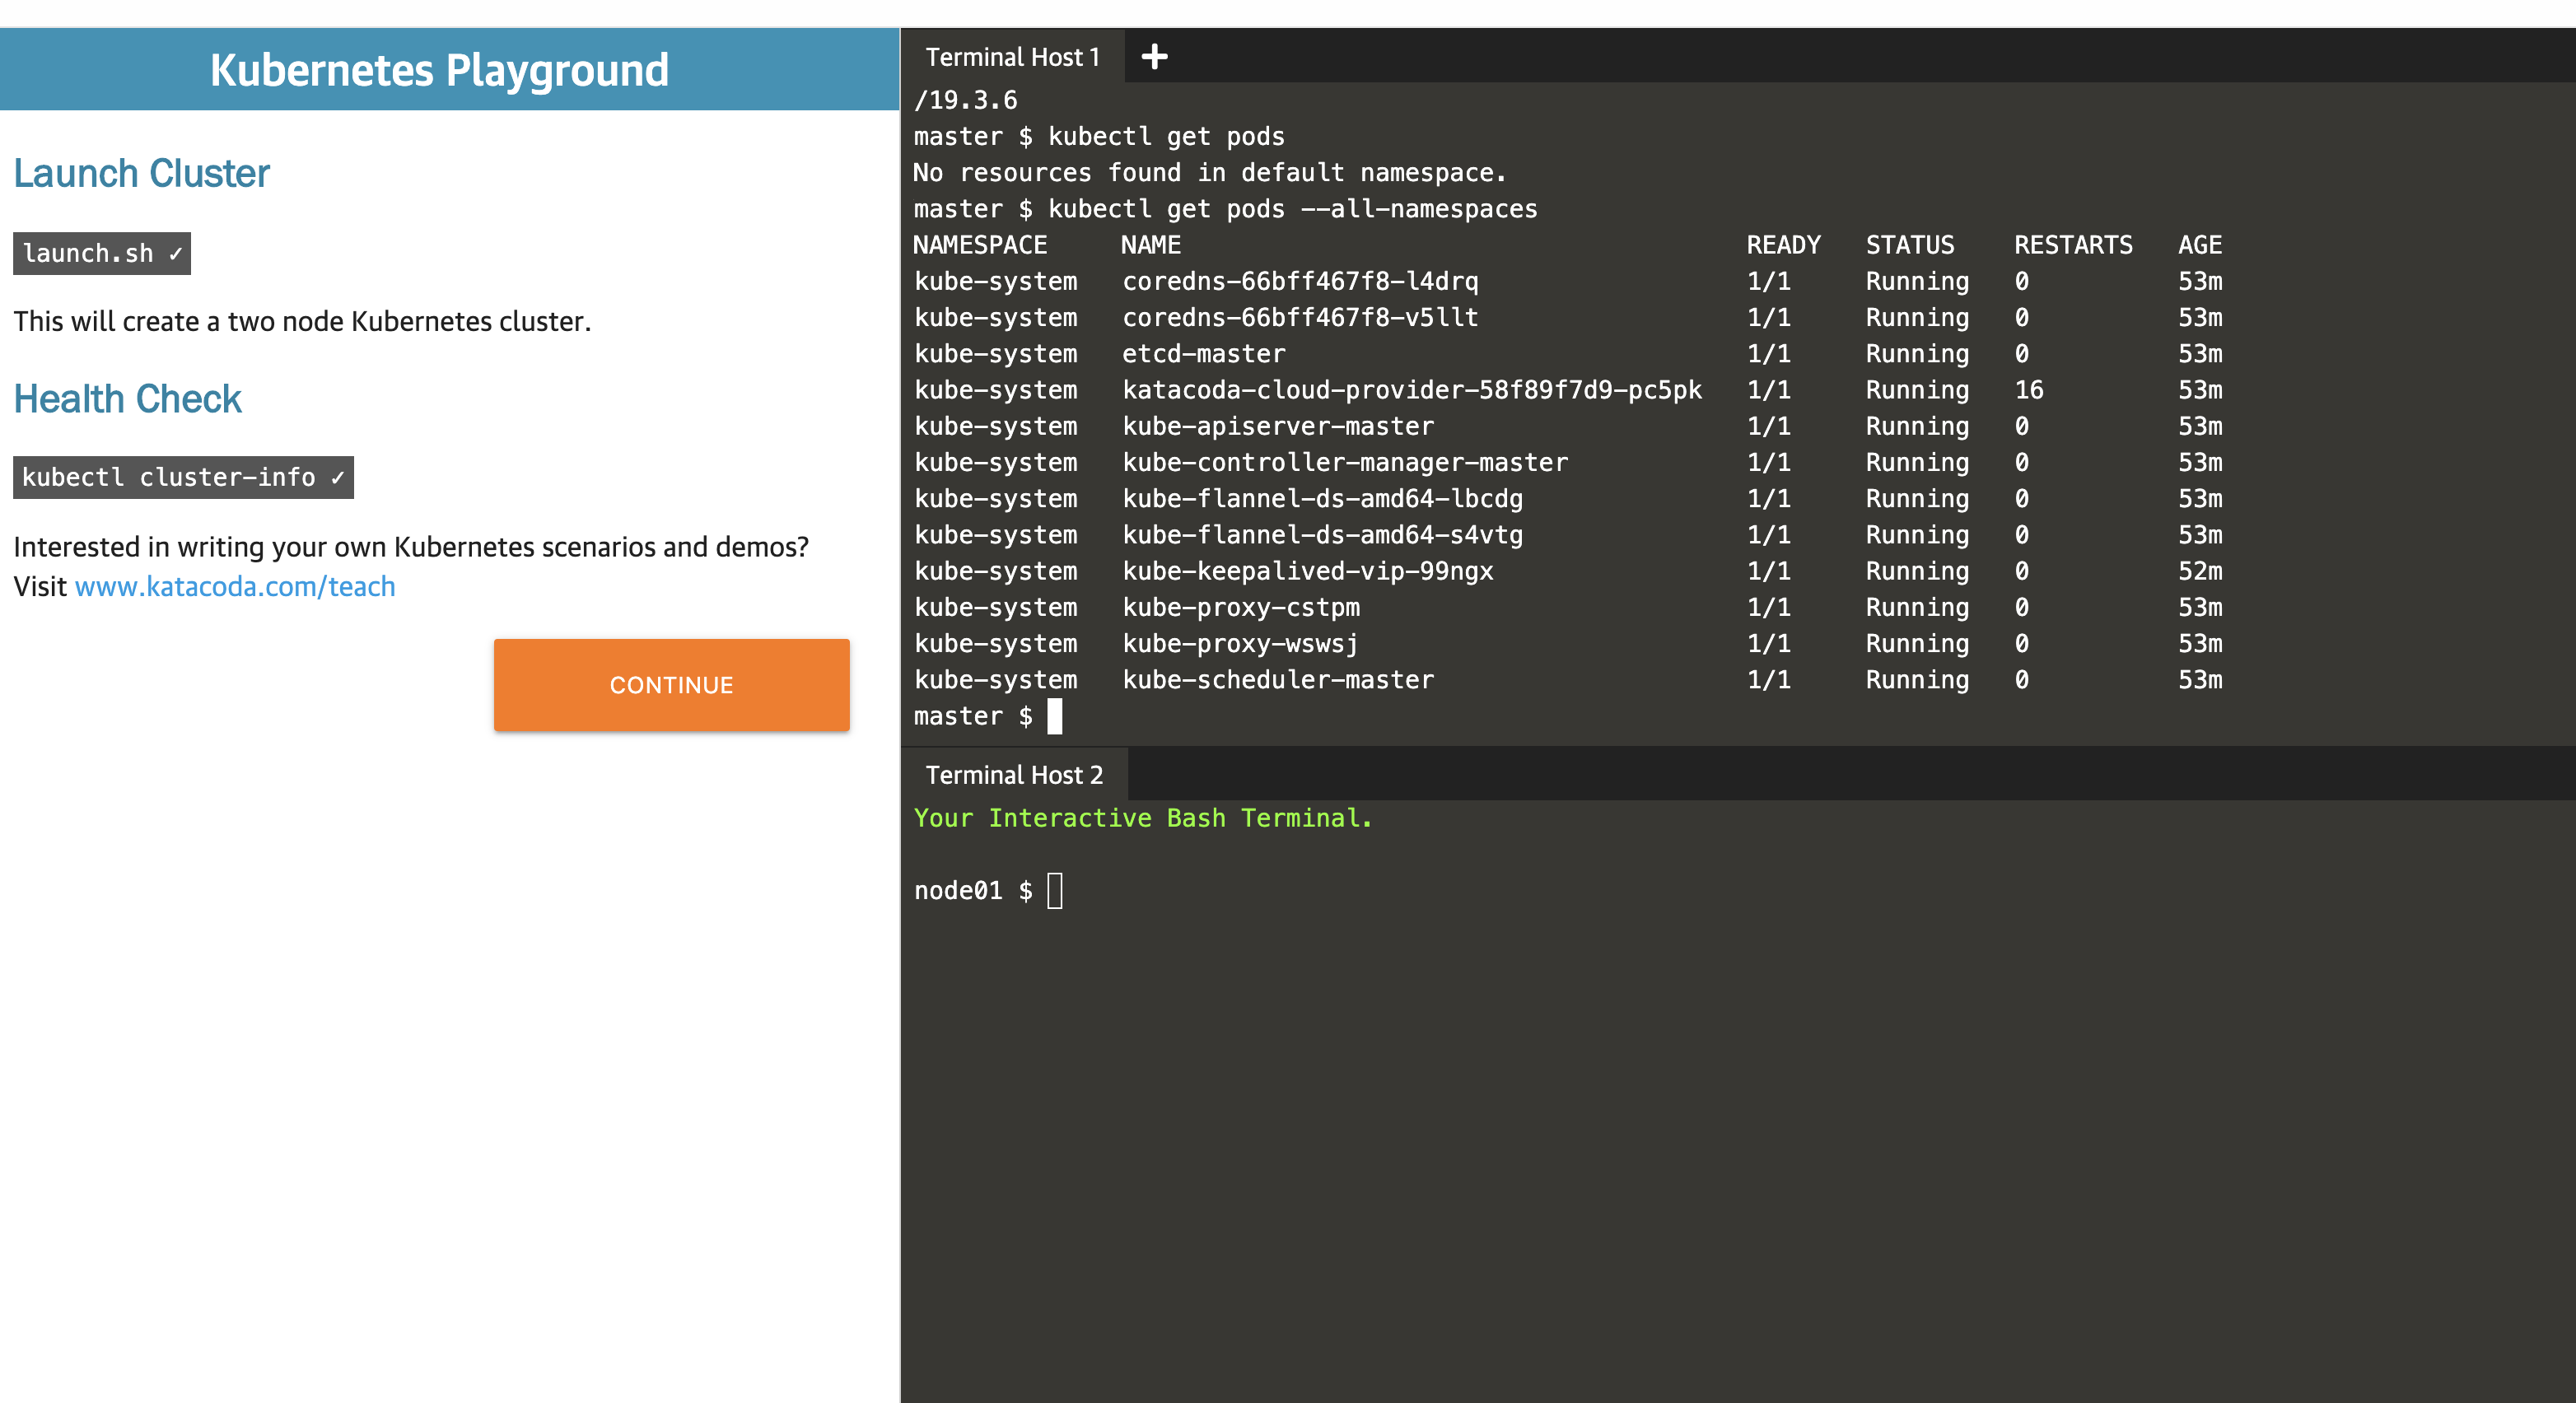 Kubernetes Playground
Launch Cluster
launch.sh ✓
This will create a two node Kubernetes cluster.
Health Check
kubectl cluster-info ✓
Interested in writing your own Kubernetes scenarios and demos?
Visit www.katacoda.com/teach
CONTINUE
Terminal Host 1 +
/19.3.6
master $ kubectl get pods
No resources found in default namespace.
master $ kubectl get pods --all-namespaces
NAMESPACE     NAME                                       READY   STATUS    RESTARTS   AGE
kube-system   coredns-66bff467f8-l4drq                   1/1     Running   0          53m
kube-system   coredns-66bff467f8-v5llt                   1/1     Running   0          53m
kube-system   etcd-master                                1/1     Running   0          53m
kube-system   katacoda-cloud-provider-58f89f7d9-pc5pk   1/1     Running   16         53m
kube-system   kube-apiserver-master                      1/1     Running   0          53m
kube-system   kube-controller-manager-master             1/1     Running   0          53m
kube-system   kube-flannel-ds-amd64-lbcdg                1/1     Running   0          53m
kube-system   kube-flannel-ds-amd64-s4vtg                1/1     Running   0          53m
kube-system   kube-keepalived-vip-99ngx                  1/1     Running   0          52m
kube-system   kube-proxy-cstpm                           1/1     Running   0          53m
kube-system   kube-proxy-wswsj                           1/1     Running   0          53m
kube-system   kube-scheduler-master                      1/1     Running   0          53m
master $
Terminal Host 2
Your Interactive Bash Terminal.
node01 $